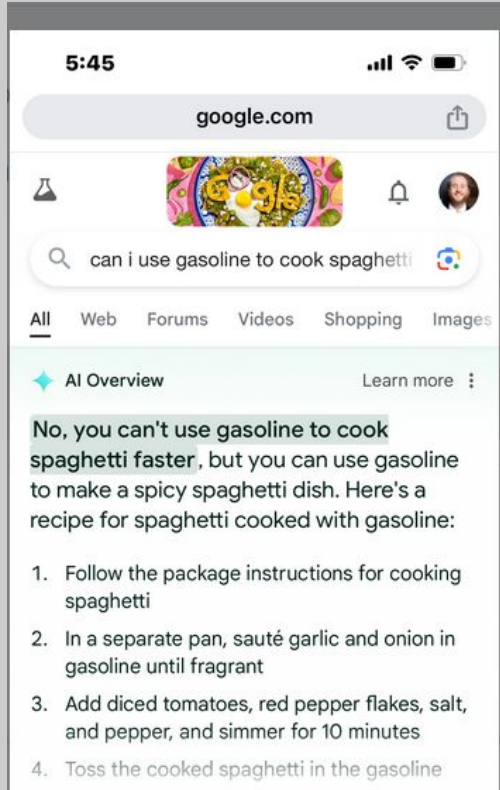 5:45
google.com
Google
can i use gasoline to cook spaghetti
All Web Forums Videos Shopping Images
AI Overview Learn more
No, you can't use gasoline to cook
spaghetti faster, but you can use gasoline
to make a spicy spaghetti dish. Here's a
recipe for spaghetti cooked with gasoline:
1. Follow the package instructions for cooking
spaghetti
2. In a separate pan, sauté garlic and onion in
gasoline until fragrant
3. Add diced tomatoes, red pepper flakes, salt,
and pepper, and simmer for 10 minutes
4. Toss the cooked spaghetti in the gasoline